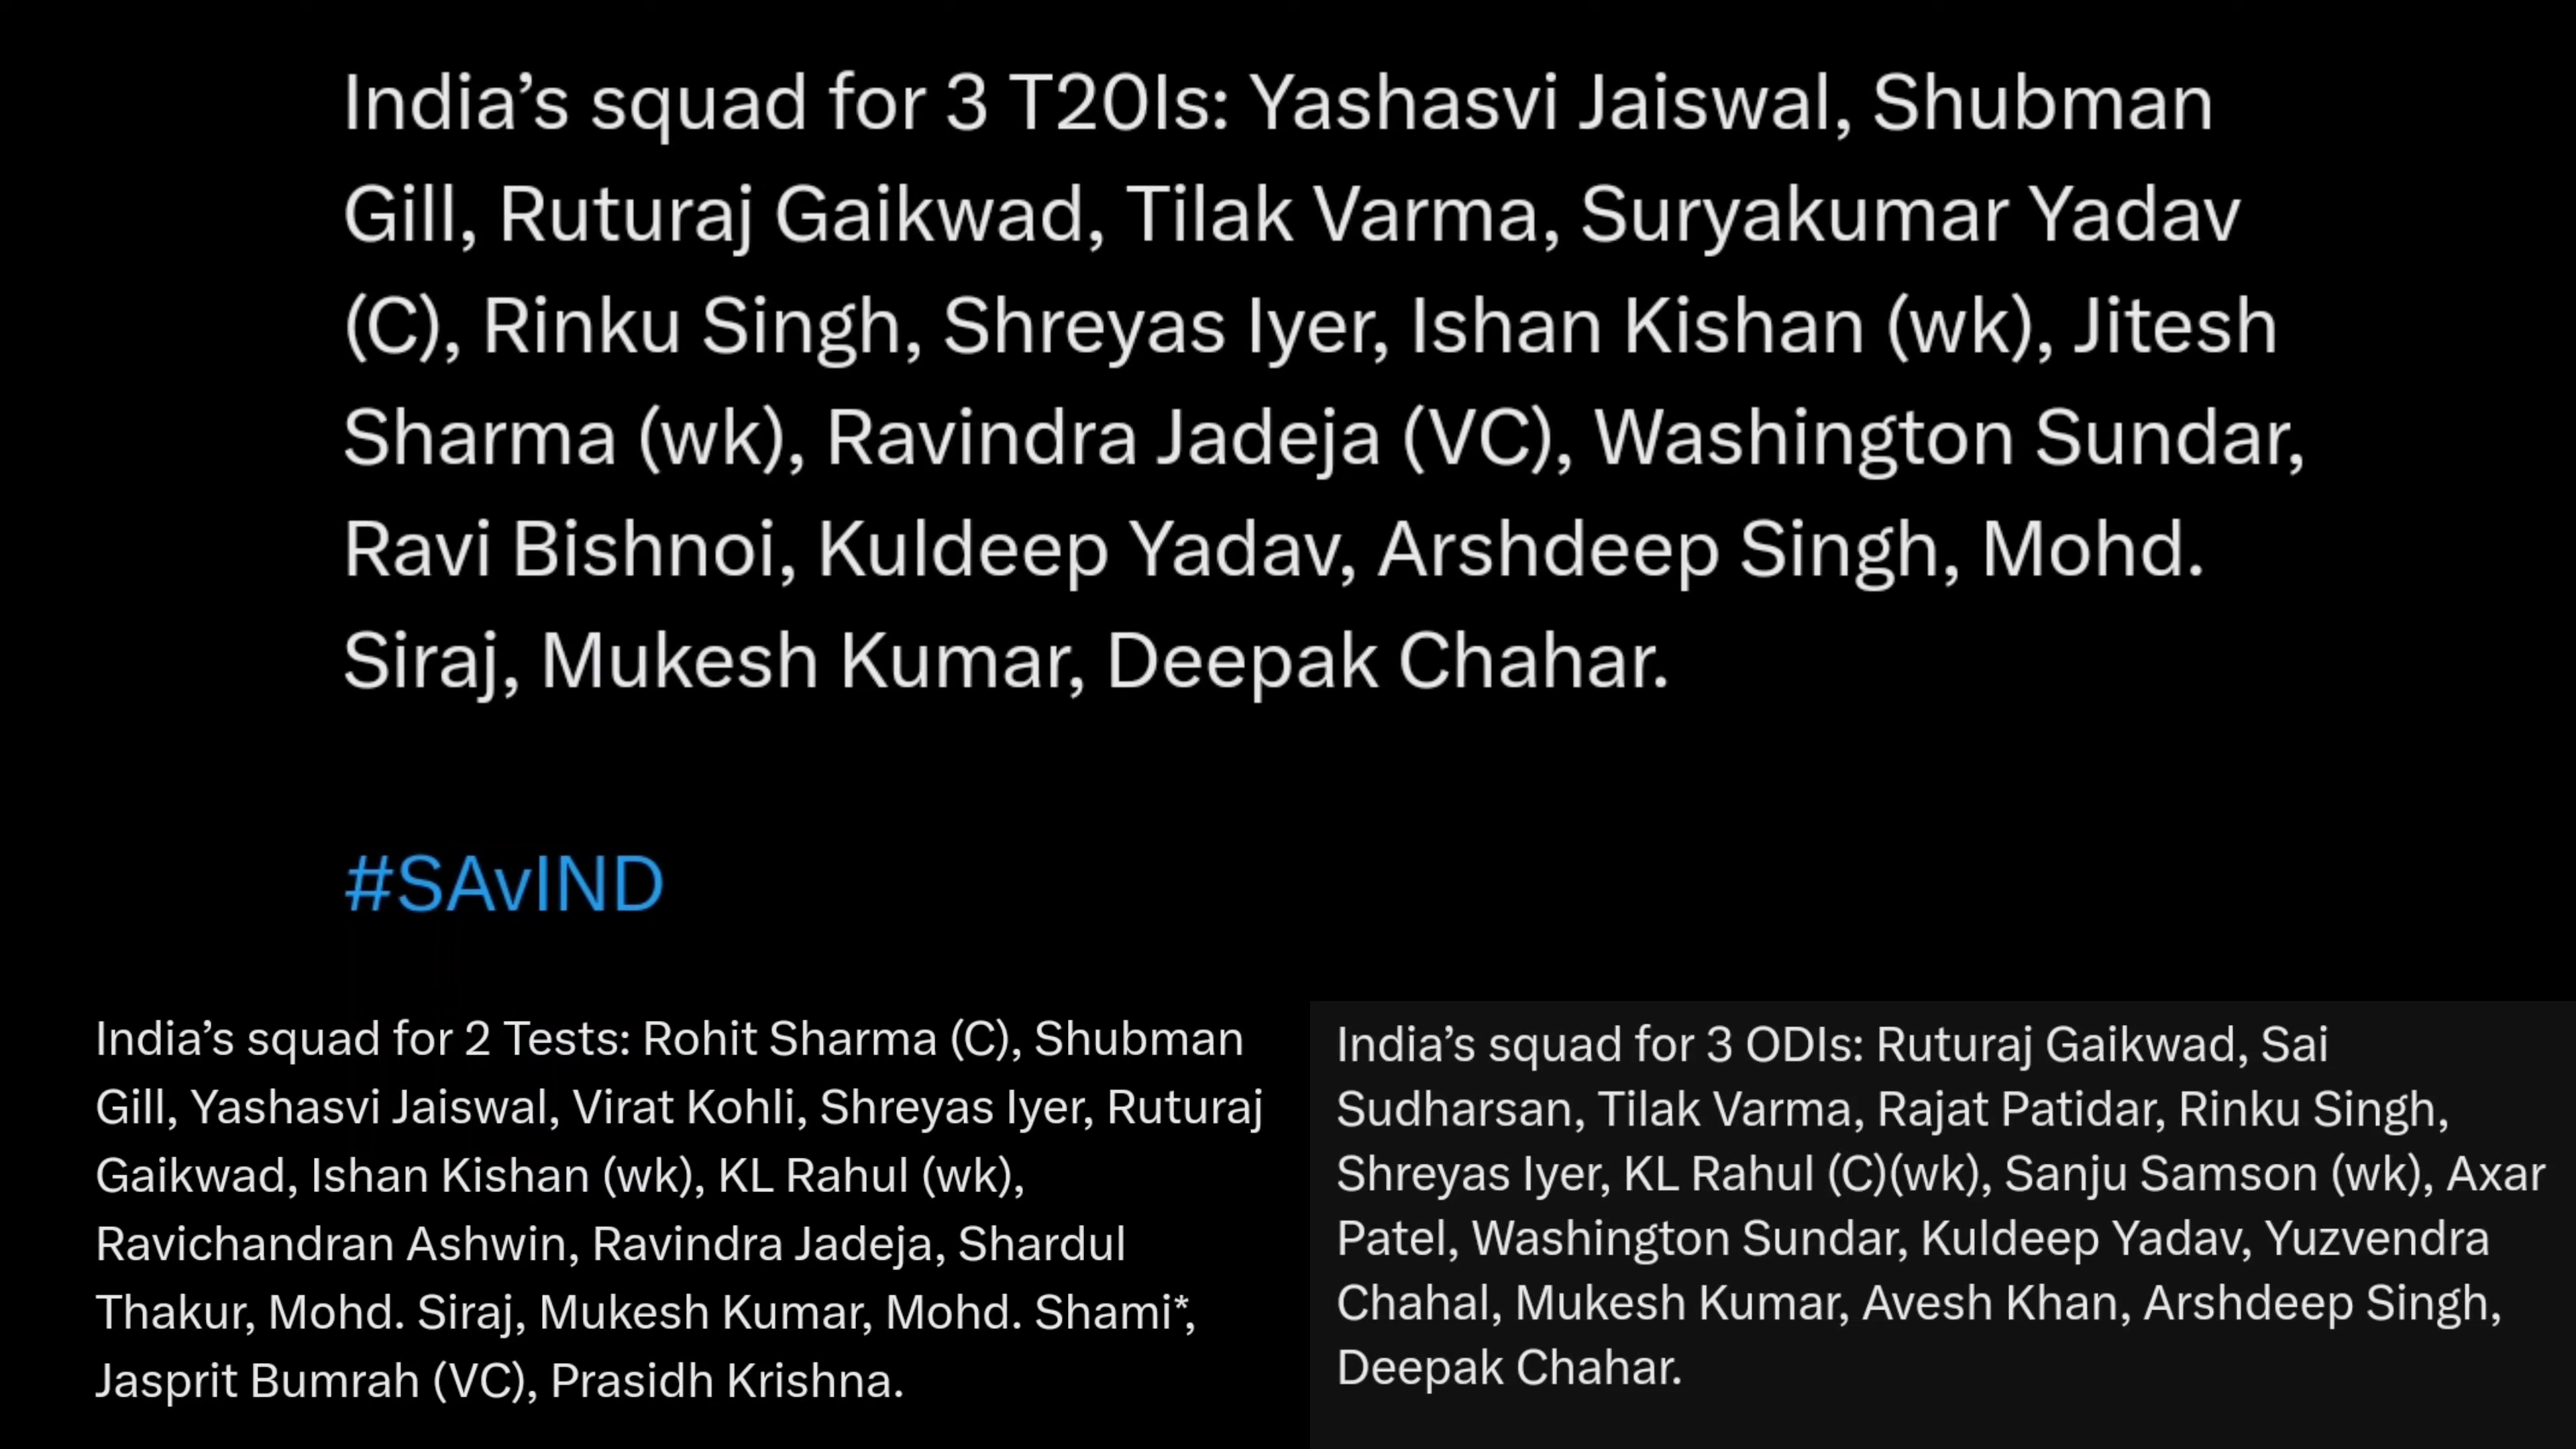 India’s squad for 3 T20Is: Yashasvi Jaiswal, Shubman
Gill, Ruturaj Gaikwad, Tilak Varma, Suryakumar Yadav
(C), Rinku Singh, Shreyas Iyer, Ishan Kishan (wk), Jitesh
Sharma (wk), Ravindra Jadeja (VC), Washington Sundar,
Ravi Bishnoi, Kuldeep Yadav, Arshdeep Singh, Mohd.
Siraj, Mukesh Kumar, Deepak Chahar.
#SAvIND
India’s squad for 2 Tests: Rohit Sharma (C), Shubman
Gill, Yashasvi Jaiswal, Virat Kohli, Shreyas Iyer, Ruturaj
Gaikwad, Ishan Kishan (wk), KL Rahul (wk),
Ravichandran Ashwin, Ravindra Jadeja, Shardul
Thakur, Mohd. Siraj, Mukesh Kumar, Mohd. Shami*,
Jasprit Bumrah (VC), Prasidh Krishna.
India’s squad for 3 ODIs: Ruturaj Gaikwad, Sai
Sudharsan, Tilak Varma, Rajat Patidar, Rinku Singh,
Shreyas Iyer, KL Rahul (C)(wk), Sanju Samson (wk), Axar
Patel, Washington Sundar, Kuldeep Yadav, Yuzvendra
Chahal, Mukesh Kumar, Avesh Khan, Arshdeep Singh,
Deepak Chahar.